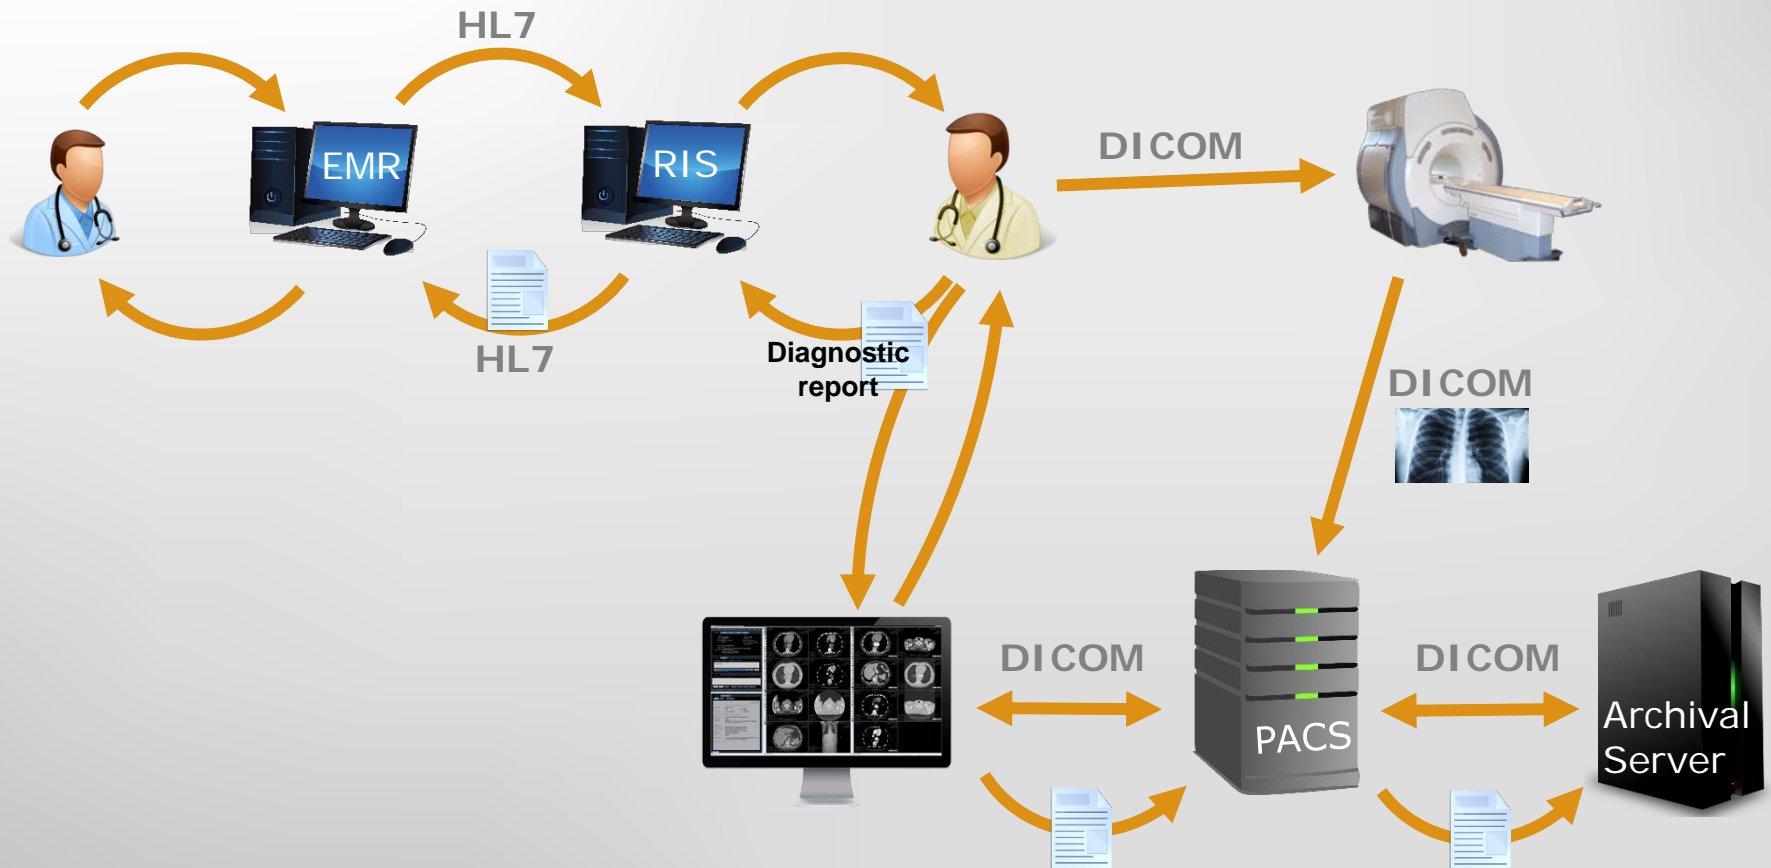 HL7
EMR
RIS
DICOM
HL7
Diagnostic
report
DICOM
DICOM
DICOM
PACS
Archival
Server